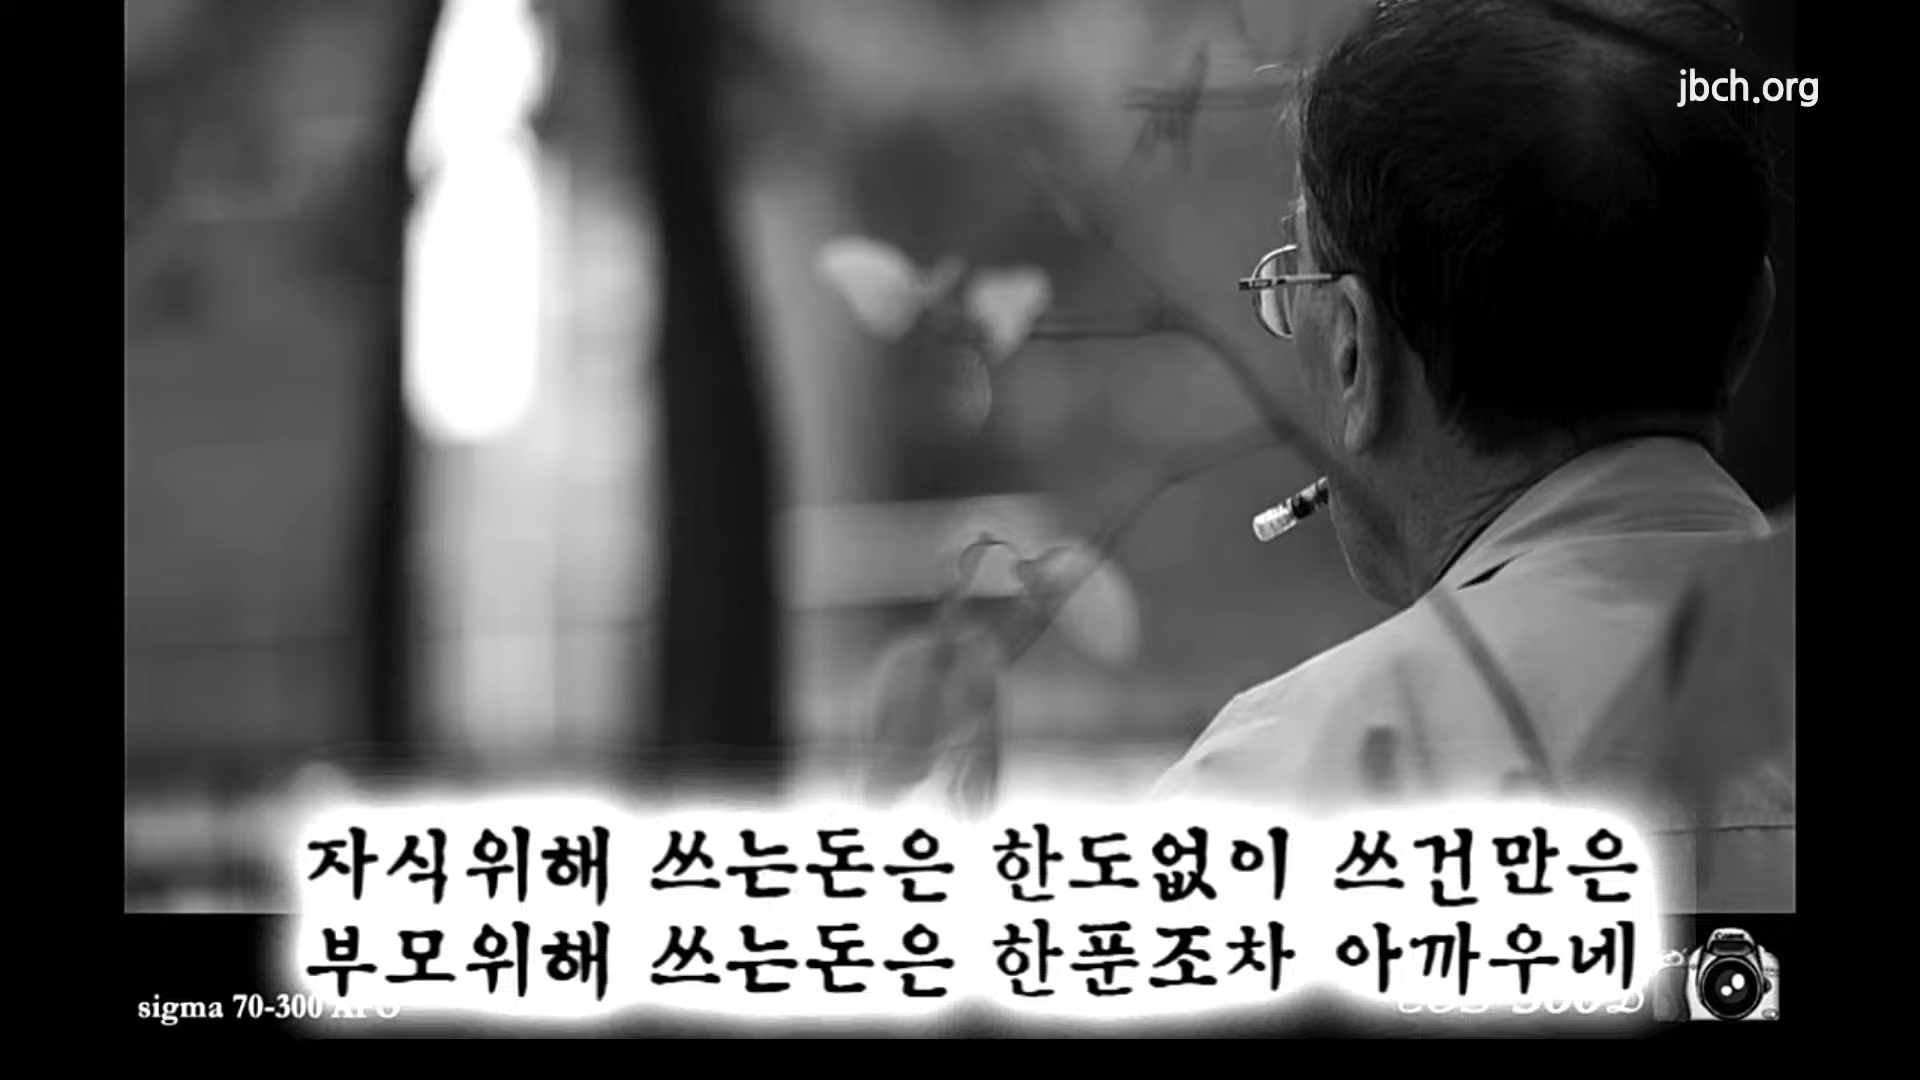 jbch.org
자식위해 쓰는돈은 한도없이 쓰건만은
부모위해 쓰는돈은 한푼조차 아까우네
sigma 70-300 APO